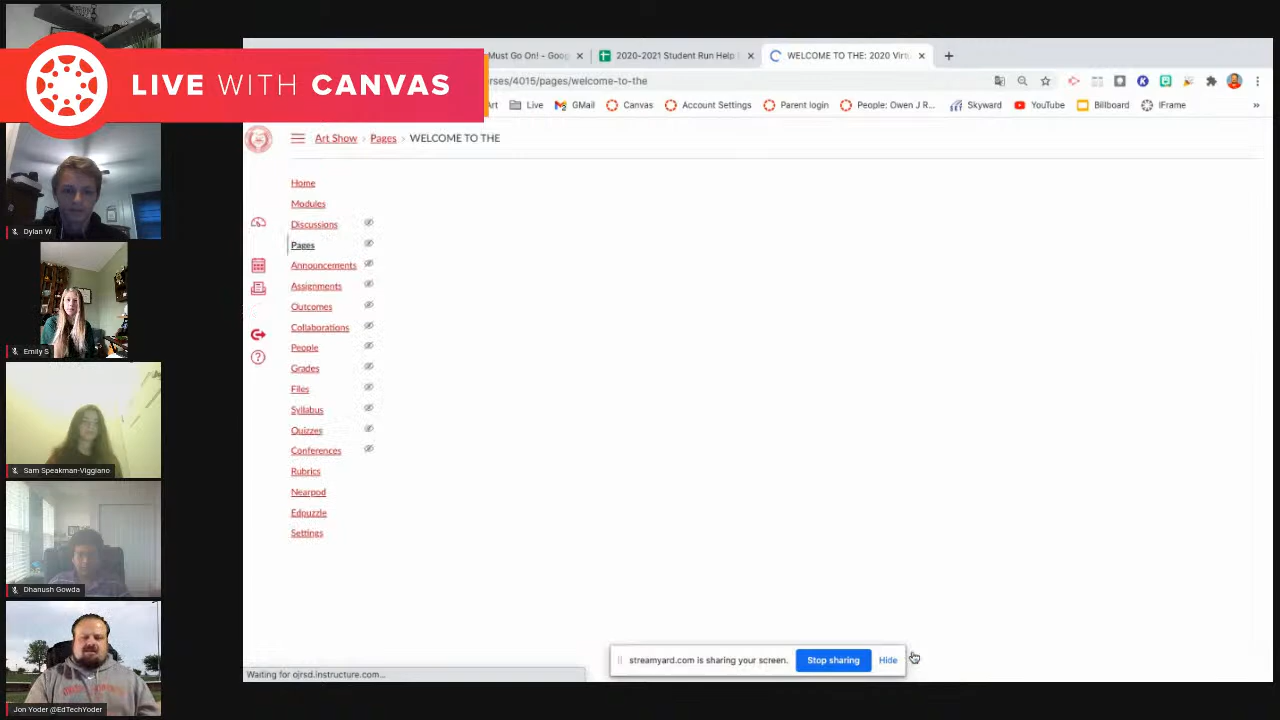 LIVE WITH CANVAS
Must Go On! - Goog
2020-2021 Student Run Help
WELCOME TO THE: 2020 Virtu
rses/4015/pages/welcome-to-the
Art
Live
GMail
Canvas
Account Settings
Parent login
People: Owen J R...
Skyward
YouTube
Billboard
IFrame
Art Show
Pages
WELCOME TO THE
Home
Modules
Discussions
Pages
Announcements
Assignments
Outcomes
Collaborations
People
Grades
Files
Syllabus
Quizzes
Conferences
Rubrics
Nearpod
Edpuzzle
Settings
Dylan W
Emily S
Sam Speakman-Viggiano
Dhanush Gowda
Jon Yoder @EdTechYoder
streamyard.com is sharing your screen.
Stop sharing
Hide
Waiting for ojrsd.instructure.com...